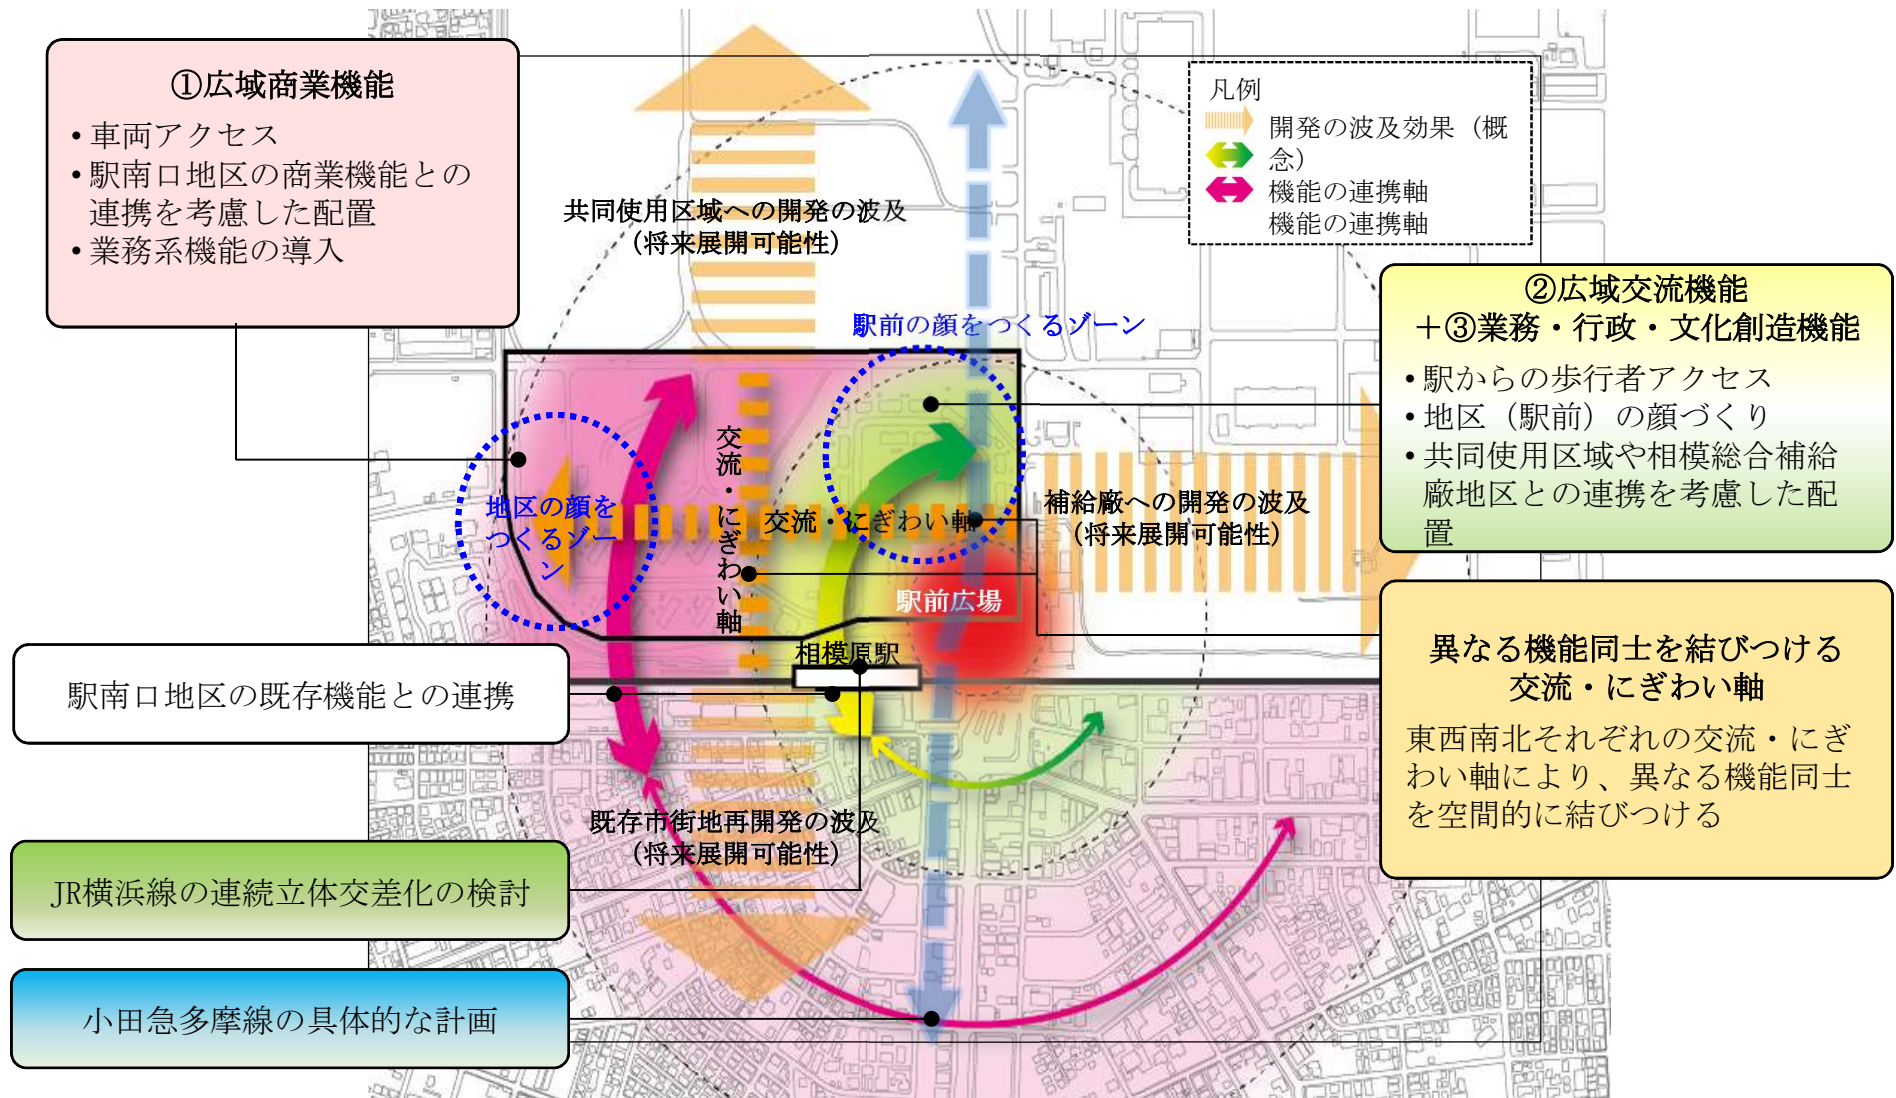 ①広域商業機能
•車両アクセス
•駅南口地区の商業機能との
連携を考慮した配置
•業務系機能の導入
凡例
開発の波及効果（概
念）
機能の連携軸
機能の連携軸
共同使用区域への開発の波及
（将来展開可能性）
②広域交流機能
＋③業務・行政・文化創造機能
•駅からの歩行者アクセス
•地区（駅前）の顔づくり
•共同使用区域や相模総合補給
廠地区との連携を考慮した配
置
駅前の顔をつくるゾーン
地区の顔を
つくるゾー
ン
交流・にぎわい軸
交流・にぎわい軸
補給廠への開発の波及
（将来展開可能性）
駅前広場
相模原駅
異なる機能同士を結びつける
交流・にぎわい軸
東西南北それぞれの交流・にぎ
わい軸により、異なる機能同士
を空間的に結びつける
駅南口地区の既存機能との連携
既存市街地再開発の波及
（将来展開可能性）
JR横浜線の連続立体交差化の検討
小田急多摩線の具体的な計画